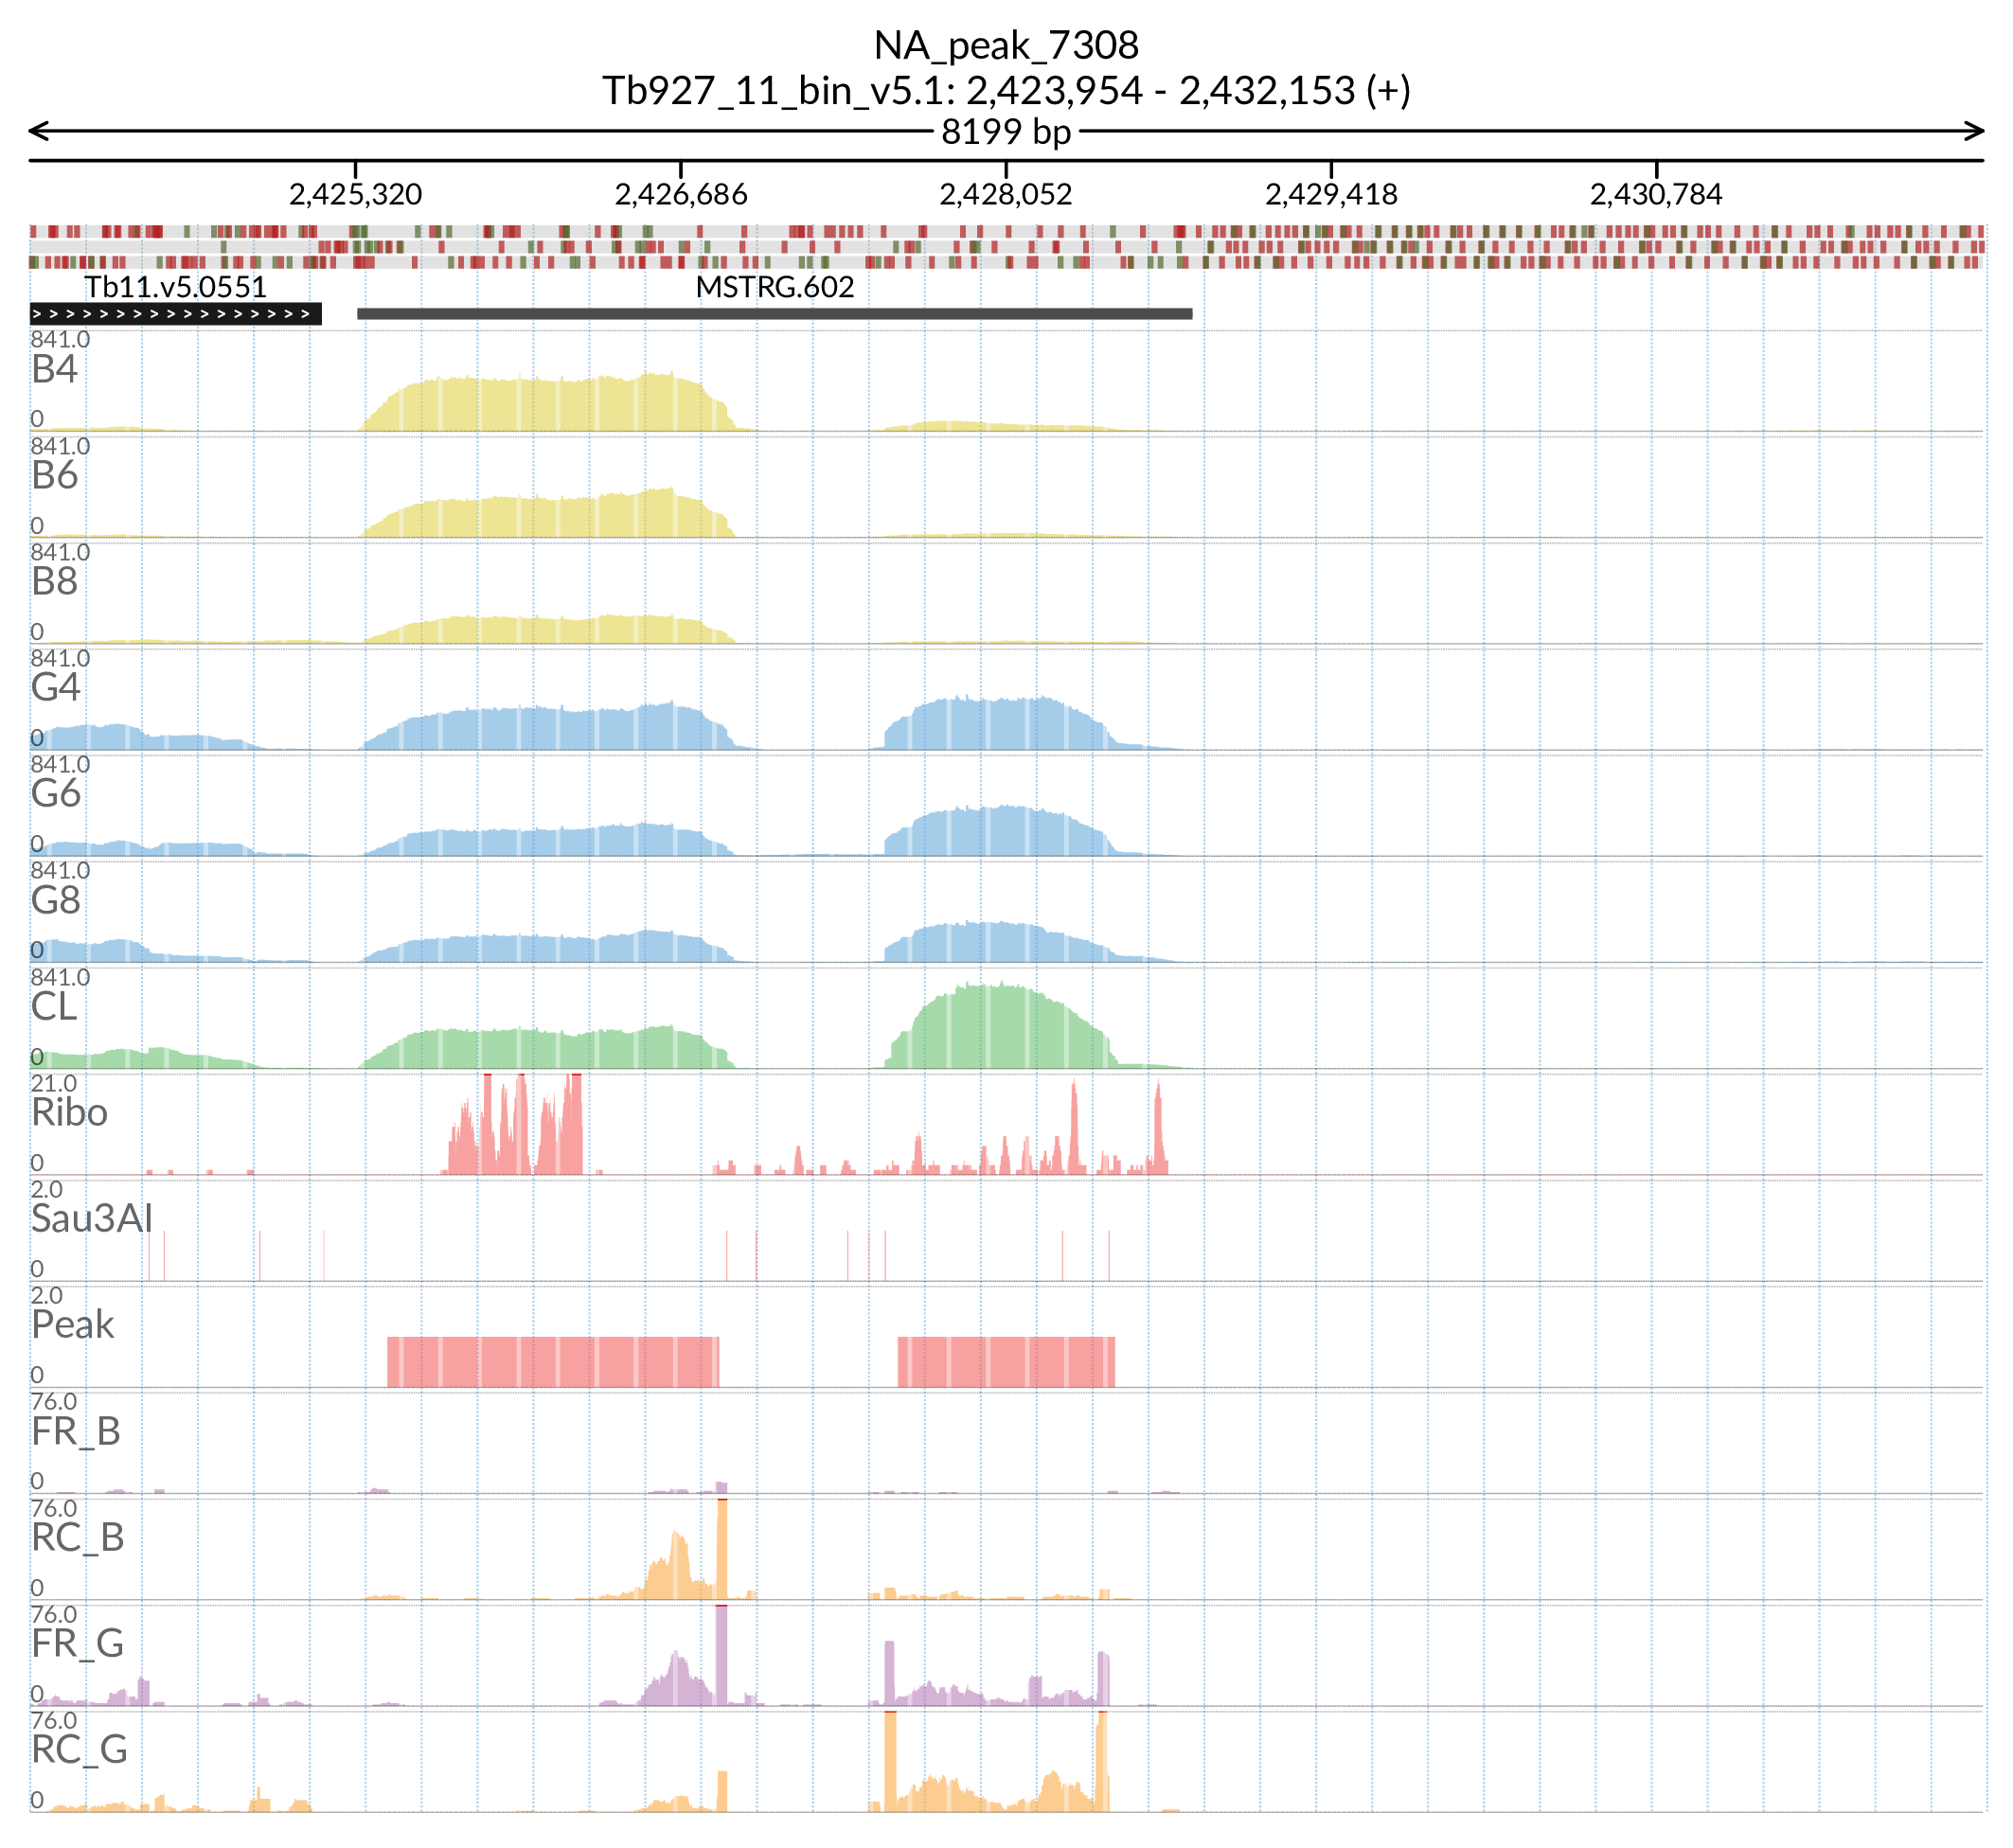 NA_peak_7308
Tb927_11_bin_v5.1: 2,423,954 - 2,432,153 (+)
8199 bp
2,425,320 2,426,686 2,428,052 2,429,418 2,430,784
Tb11.v5.0551 MSTRG.602
841.0
B4
0
841.0
B6
0
841.0
B8
0
841.0
G4
0
841.0
G6
0
841.0
G8
0
841.0
CL
0
21.0
Ribo
0
2.0
Sau3AI
0
2.0
Peak
0
76.0
FR_B
0
76.0
RC_B
0
76.0
FR_G
0
76.0
RC_G
0